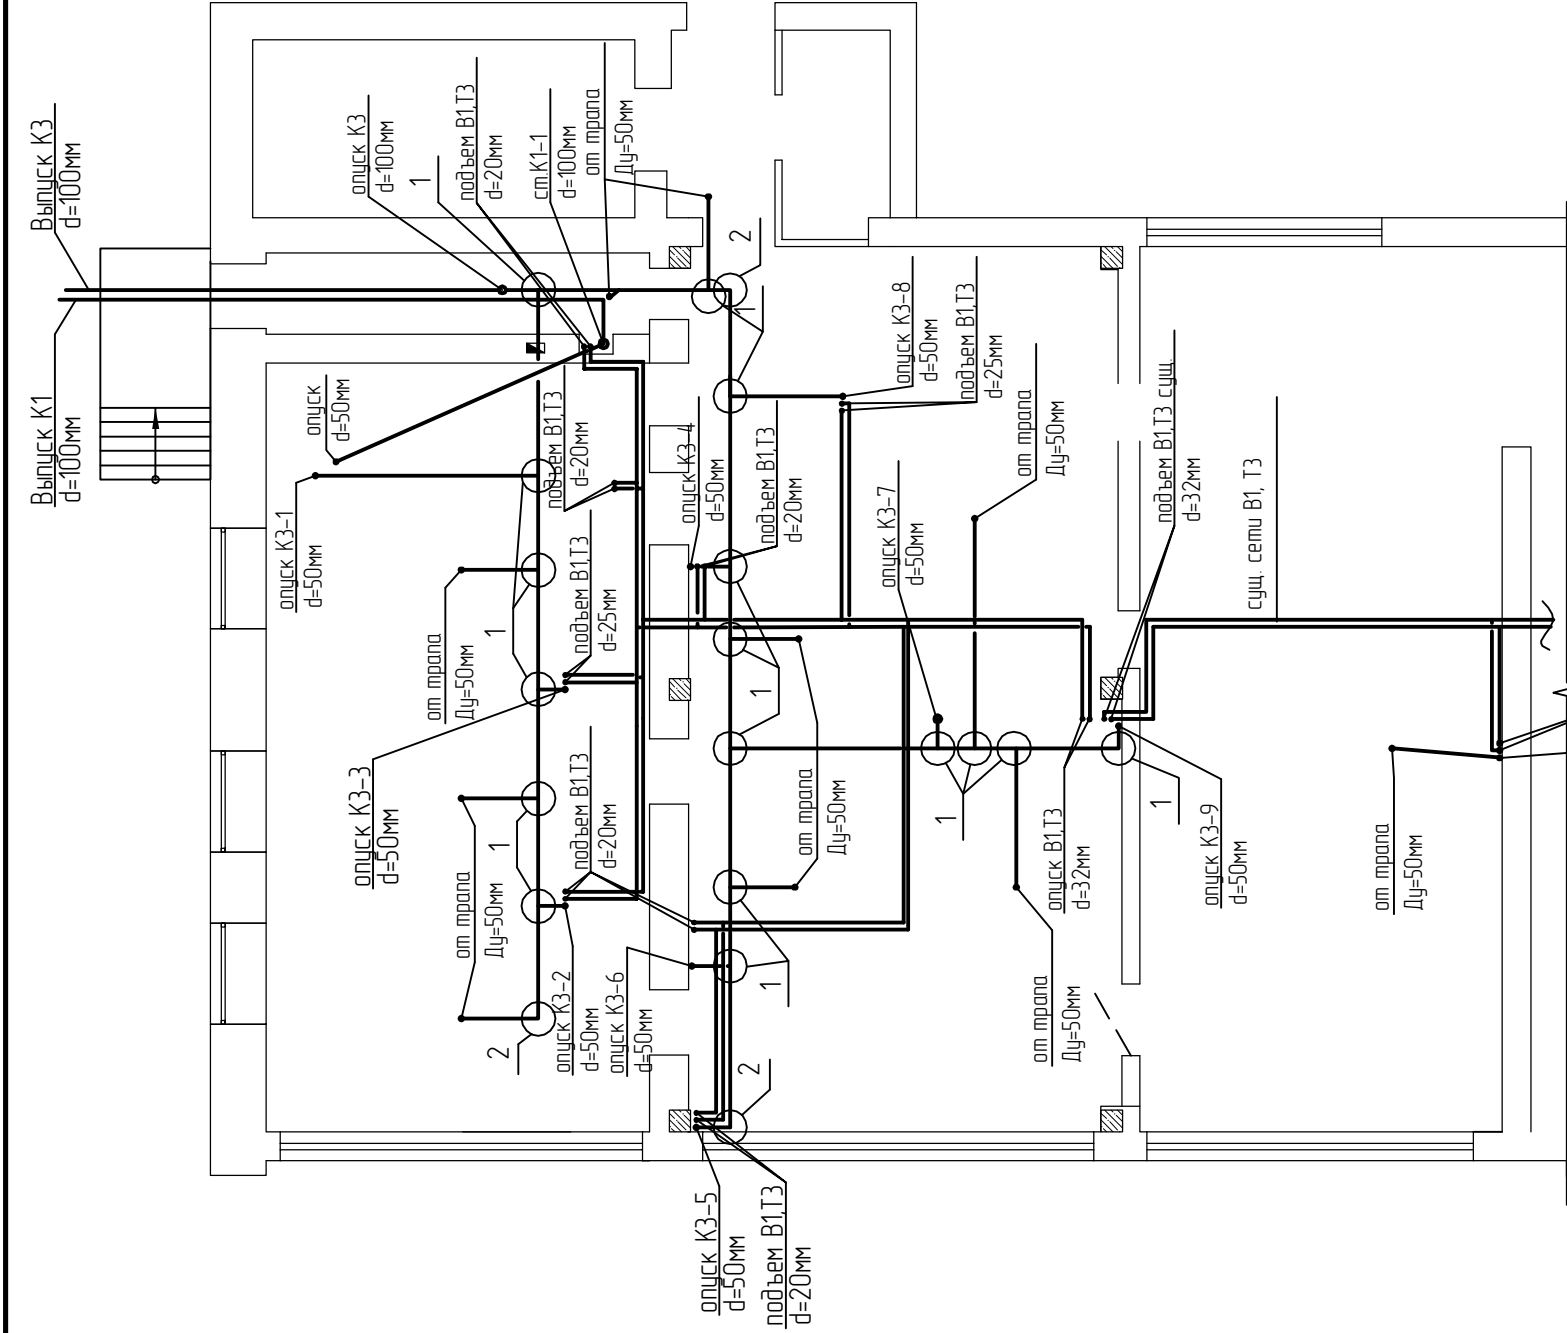 Выпуск К3
d=100мм
Выпуск К1
d=100мм
опуск К3
d=100мм
1
подъем В1,Т3
d=20мм
ст.К1-1
d=100мм
от трапа
Ду=50мм
2
1
опуск
d=50мм
опуск К3-1
d=50мм
подъем В1,Т3
d=20мм
от трапа
Ду=50мм
1
подъем В1,Т3
d=25мм
опуск К3-3
d=50мм
от трапа
Ду=50мм
1
подъем В1,Т3
d=20мм
2
опуск К3-2
d=50мм
опуск К3-6
d=50мм
опуск К3-4
d=50мм
подъем В1,Т3
d=20мм
опуск К3-8
d=50мм
подъем В1,Т3
d=25мм
1
от трапа
Ду=50мм
опуск К3-7
d=50мм
от трапа
Ду=50мм
1
1
2
от трапа
Ду=50мм
опуск В1,Т3
d=32мм
подъем В1,Т3 сущ.
d=32мм
сущ. сети В1, Т3
1
опуск К3-9
d=50мм
от трапа
Ду=50мм
опуск К3-5
d=50мм
подъем В1,Т3
d=20мм